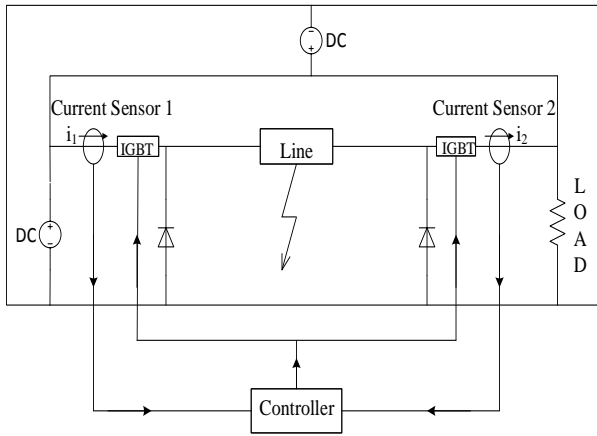 DC
Current Sensor 1
Current Sensor 2
i1
IGBT
Line
IGBT
i2
DC
L
O
A
D
Controller